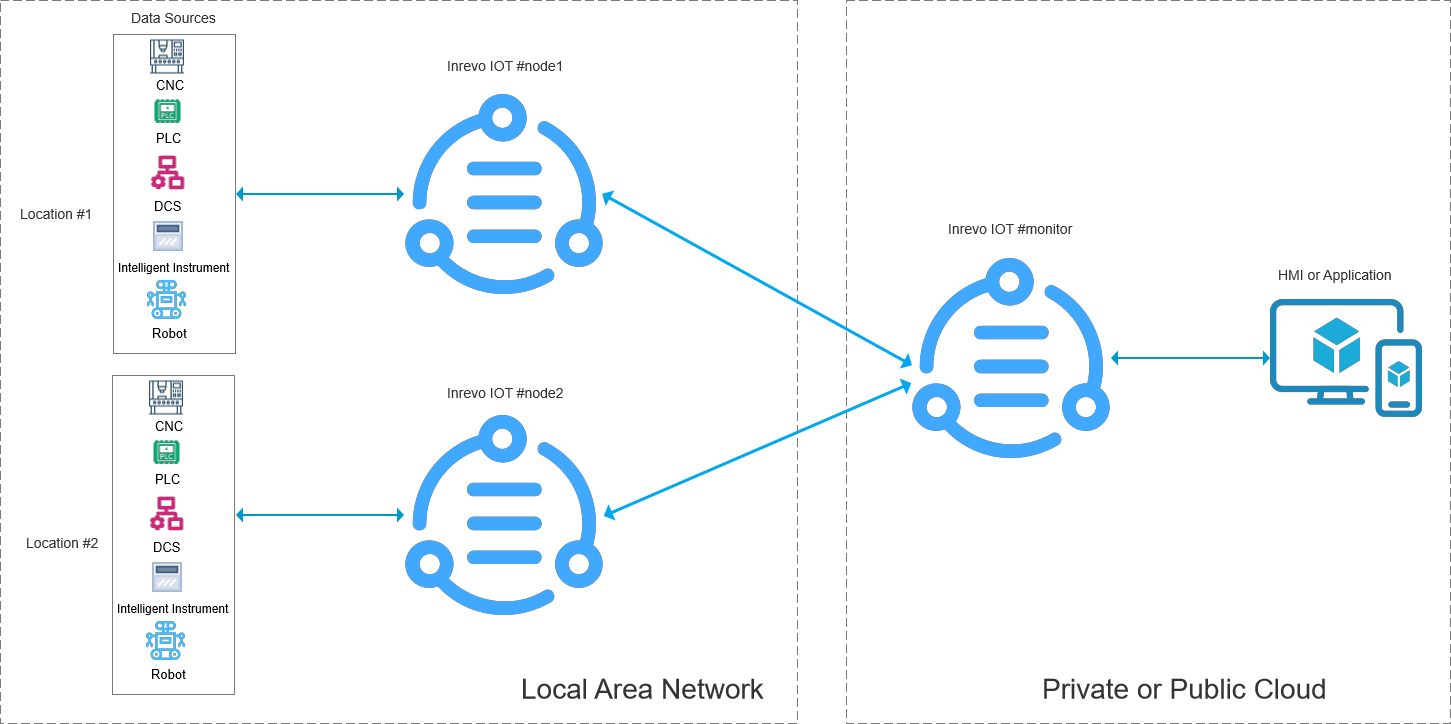 Data Sources
CNC
PLC
DCS
Intelligent Instrument
Robot
Location #1
Inrevo IOT #node1
CNC
PLC
DCS
Intelligent Instrument
Robot
Location #2
Inrevo IOT #node2
Local Area Network
Inrevo IOT #monitor
HMI or Application
Private or Public Cloud